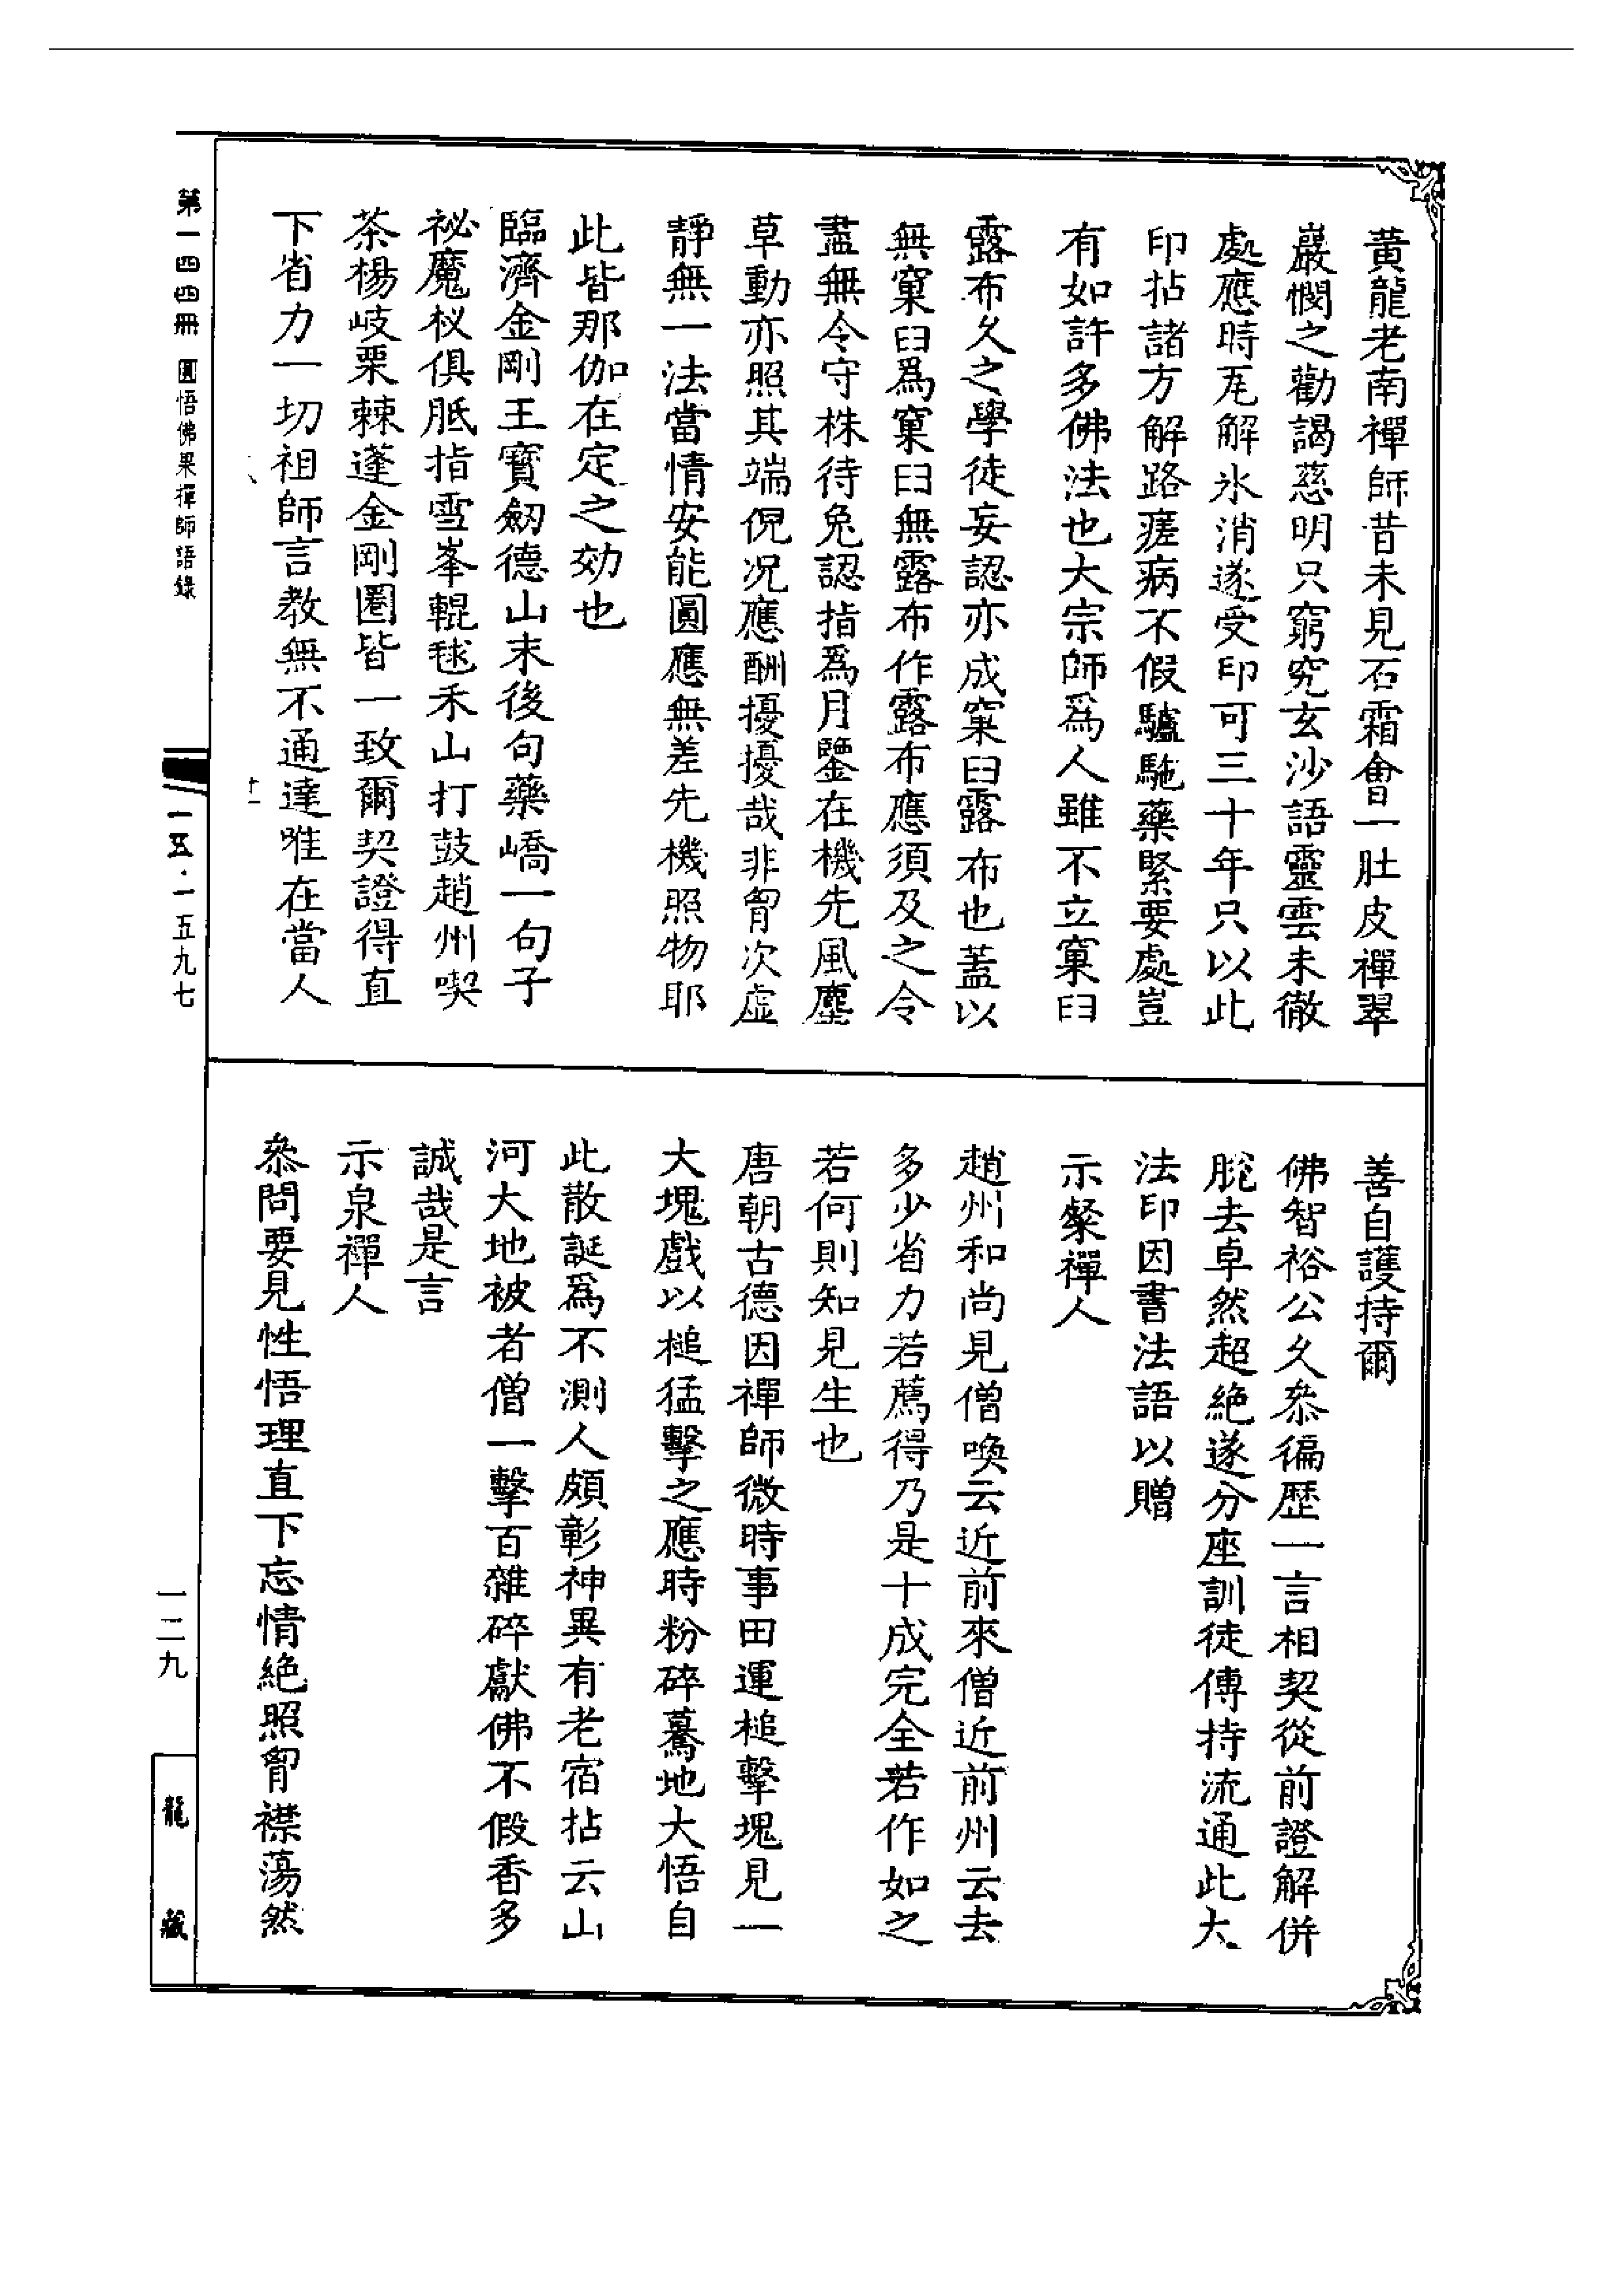 黃龍老南禪師昔未見石霜會一肚皮禪翠
巖憫之勸謁慈明只窮究玄沙語靈雲未徹
處應時瓦解氷消遂受印可三十年只以此
印拈諸方解路瘥病不假驢馳藥緊要處豈
有如許多佛法也大宗師爲人雖不立窠臼
露布久之學徒妄認亦成窠臼露布也蓋以
無窠臼爲窠臼無露布作露布應須及之令
盡無令守株待兔認指爲月鑒在機先風塵
草動亦照其端倪况應酬擾擾哉非胷次虛
靜無一法當情安能圓應無差先機照物耶
此皆那伽在定之効也
臨濟金剛王寶劒德山末後句藥嶠一句子
祕魔杈俱胝指雪峯輥毬禾山打鼓趙州喫
茶楊岐栗棘蓬金剛圈皆一致爾契證得直
下省力一切祖師言教無不通達唯在當人
善自護持爾
佛智裕公久叅徧歷一言相契從前證解併
脫去卓然超絶遂分座訓徒傳持流通此大
法印因書法語以贈
示粲禪人
趙州和尚見僧喚云近前來僧近前州云去
多少省力若薦得乃是十成完全若作如之
若何則知見生也
唐朝古德因禪師微時事田運槌擊塊見一
大塊戲以槌猛擊之應時粉碎驀地大悟自
此散誕爲不測人頗彰神異有老宿拈云山
河大地被者僧一擊百雜碎獻佛不假香多
誠哉是言
示泉禪人
叅問要見性悟理直下忘情絶照胷襟蕩然
第一四四冊 圓悟佛果禪師語錄
一五·一五九七
一二九
龍藏